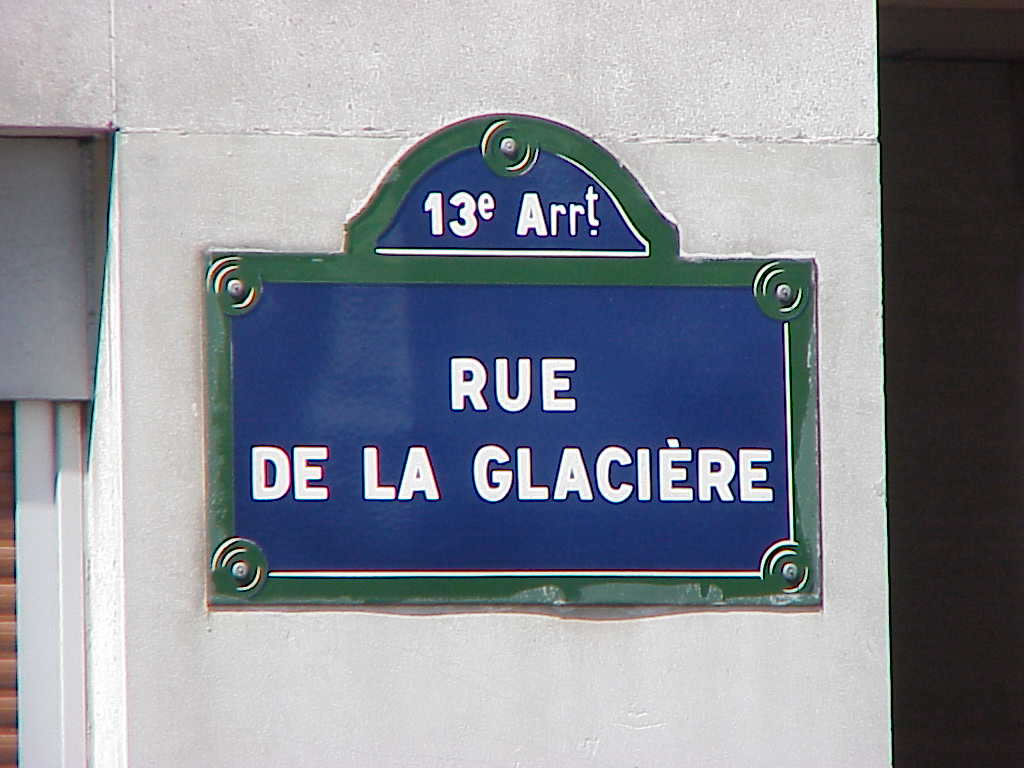 13e Arrt.
RUE
DE LA GLACIÈRE